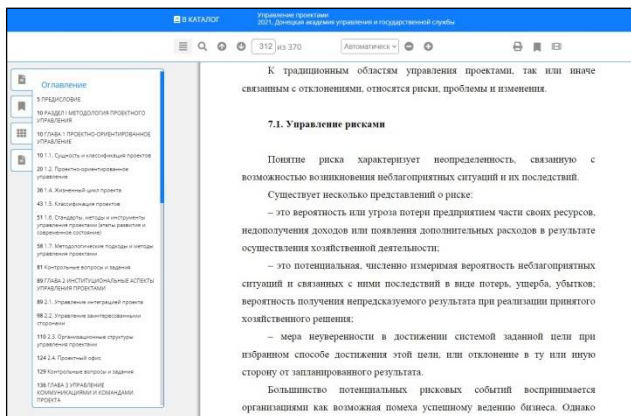 В КАТАЛОГ
Управление проектами
2021, Донецкая академия управления и государственной службы
312 из 370
Автоматическ
Оглавление
5 ПРЕДИСЛОВИЕ
10 РАЗДЕЛ I МЕТОДОЛОГИЯ ПРОЕКТНОГО
УПРАВЛЕНИЯ
10 ГЛАВА 1 ПРОЕКТНО-ОРИЕНТИРОВАННОЕ
УПРАВЛЕНИЕ
10 1.1. Сущность и классификация проектов
20 1.2. Проектно-ориентированное
управление
38 1.4. Жизненный цикл проекта
43 1.5. Классификация проектов
51 1.6. Стандарты, методы и инструменты
управления проектами (этапы развития и
современное состояние)
58 1.7. Методологические подходы и методы
управления проектами
81 Контрольные вопросы и задания
89 ГЛАВА 2 ИНСТИТУЦИОНАЛЬНЫЕ АСПЕКТЫ
УПРАВЛЕНИЯ ПРОЕКТАМИ
89 2.1. Управление интеграцией проекта
98 2.2. Управление заинтересованными
сторонами
110 2.3. Организационные структуры
управления проектами
124 2.4. Проектный офис
129 Контрольные вопросы и задания
136 ГЛАВА 3 УПРАВЛЕНИЕ
КОММУНИКАЦИЯМИ И КОМАНДАМИ
ПРОЕКТА
К традиционным областям управления проектами, так или иначе
связанным с отклонениями, относятся риски, проблемы и изменения.
7.1. Управление рисками
Понятие риска характеризует неопределенность, связанную с
возможностью возникновения неблагоприятных ситуаций и их последствий.
Существует несколько представлений о риске:
– это вероятность или угроза потери предприятием части своих ресурсов,
недополучения доходов или появления дополнительных расходов в результате
осуществления хозяйственной деятельности;
– это потенциальная, численно измеримая вероятность неблагоприятных
ситуаций и связанных с ними последствий в виде потерь, ущерба, убытков;
вероятность получения непредсказуемого результата при реализации принятого
хозяйственного решения;
– мера неуверенности в достижении системой заданной цели при
избранном способе достижения этой цели, или отклонение в ту или иную
сторону от запланированного результата.
Большинство потенциальных рисковых событий воспринимается
организациями как возможная помеха успешному ведению бизнеса. Однако